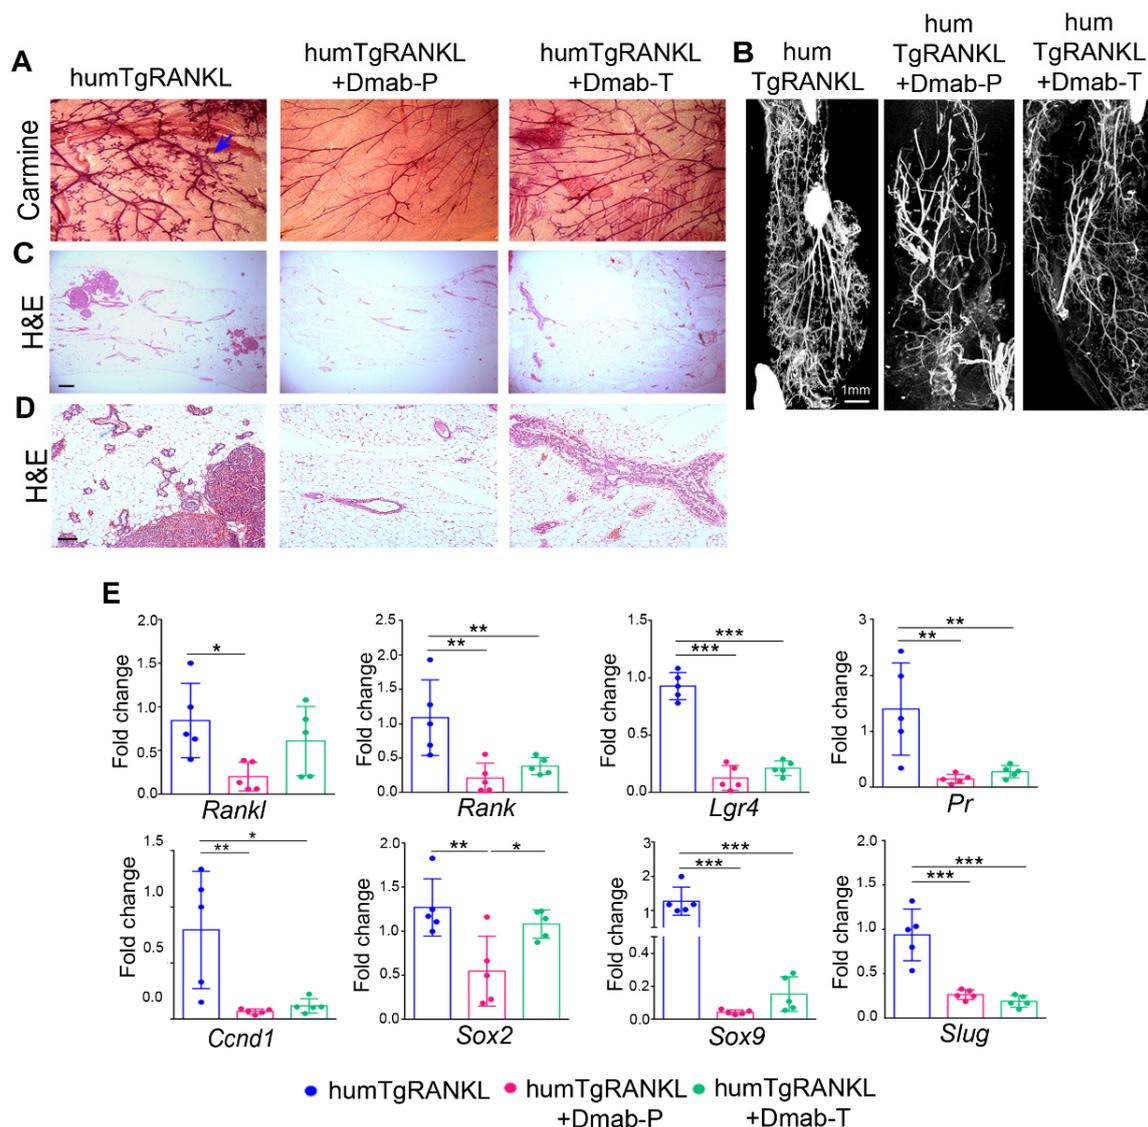 A
humTgRANKL
humTgRANKL
+Dmab-P
humTgRANKL
+Dmab-T
Carmine
B
hum
TgRANKL
hum
TgRANKL
+Dmab-P
hum
TgRANKL
+Dmab-T
1mm
C
H&E
D
H&E
E
Fold change
2.0
1.5
1.0
0.5
0.0
*
Rankl
Fold change
2.5
2.0
1.5
1.0
0.5
0.0
**
**
Rank
Fold change
1.5
1.0
0.5
0.0
***
***
Lgr4
Fold change
3
2
1
0
**
**
Pr
Fold change
1.5
1.0
0.5
0.0
*
**
Ccnd1
Fold change
2.0
1.5
1.0
0.5
0.0
**
*
Sox2
Fold change
3
2
1
0.4
0.2
0.0
***
***
Sox9
Fold change
2.0
1.5
1.0
0.5
0.0
***
***
Slug
humTgRANKL
humTgRANKL
+Dmab-P
humTgRANKL
+Dmab-T